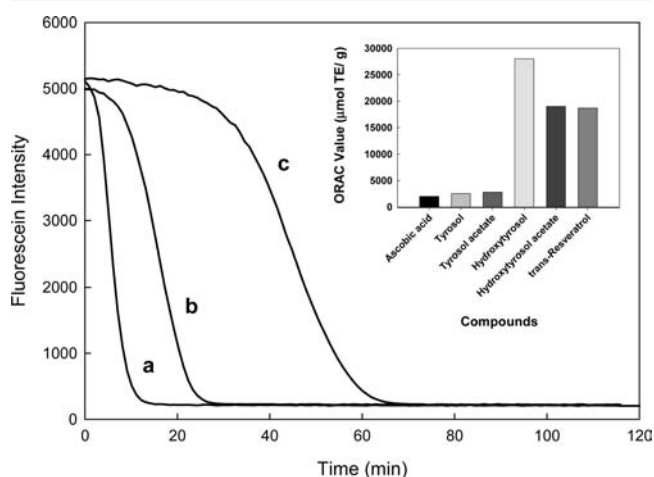 6000
5000
4000
3000
2000
1000
0
Fluorescein Intensity
0
20
40
60
80
100
120
Time (min)
a
b
c
30000
25000
20000
15000
10000
5000
0
ORAC Value (μmol TE/ g)
Ascobic acid
Tyrosol
Tyrosol acetate
Hydroxytyrosol
Hydroxytyrosol acetate
trans-Resveratrol
Compounds